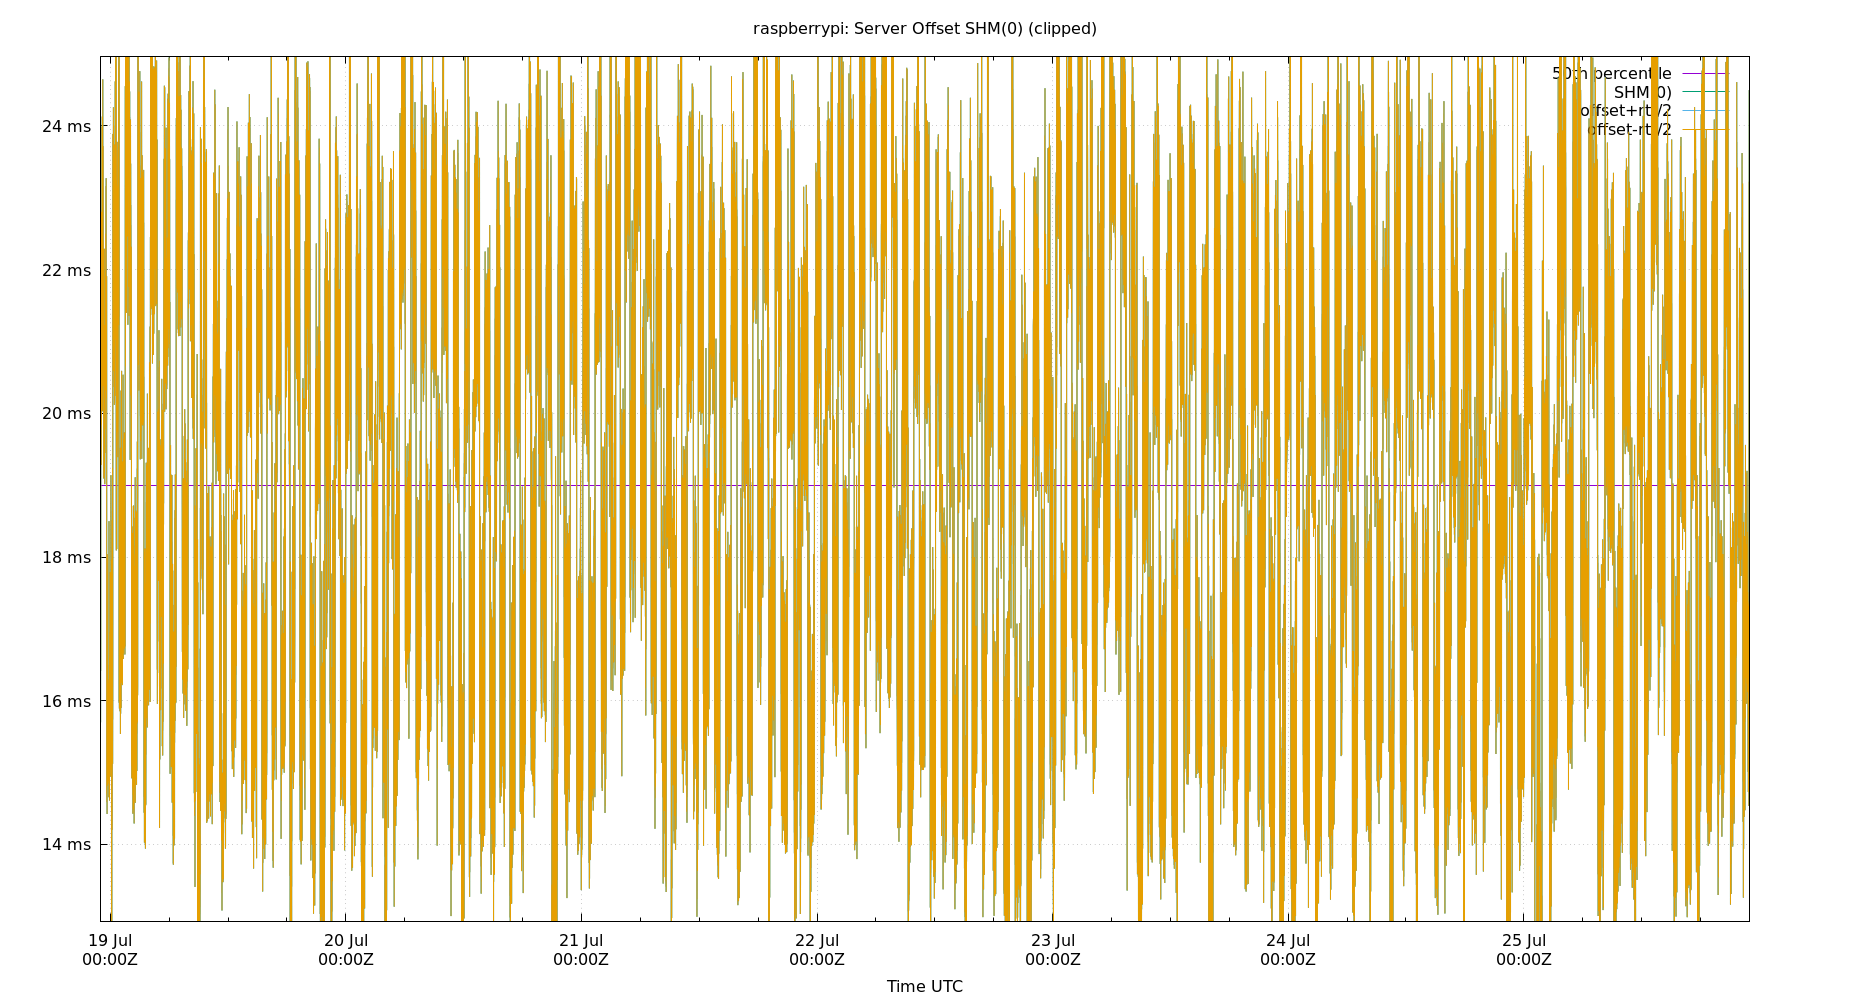 raspberrypi: Server Offset SHM(0) (clipped)
50th percentile
SHM(0)
offset+rtt/2
offset-rtt/2
24 ms
22 ms
20 ms
18 ms
16 ms
14 ms
19 Jul 20 Jul 21 Jul 22 Jul 23 Jul 24 Jul 25 Jul
00:00Z 00:00Z 00:00Z 00:00Z 00:00Z 00:00Z 00:00Z
Time UTC